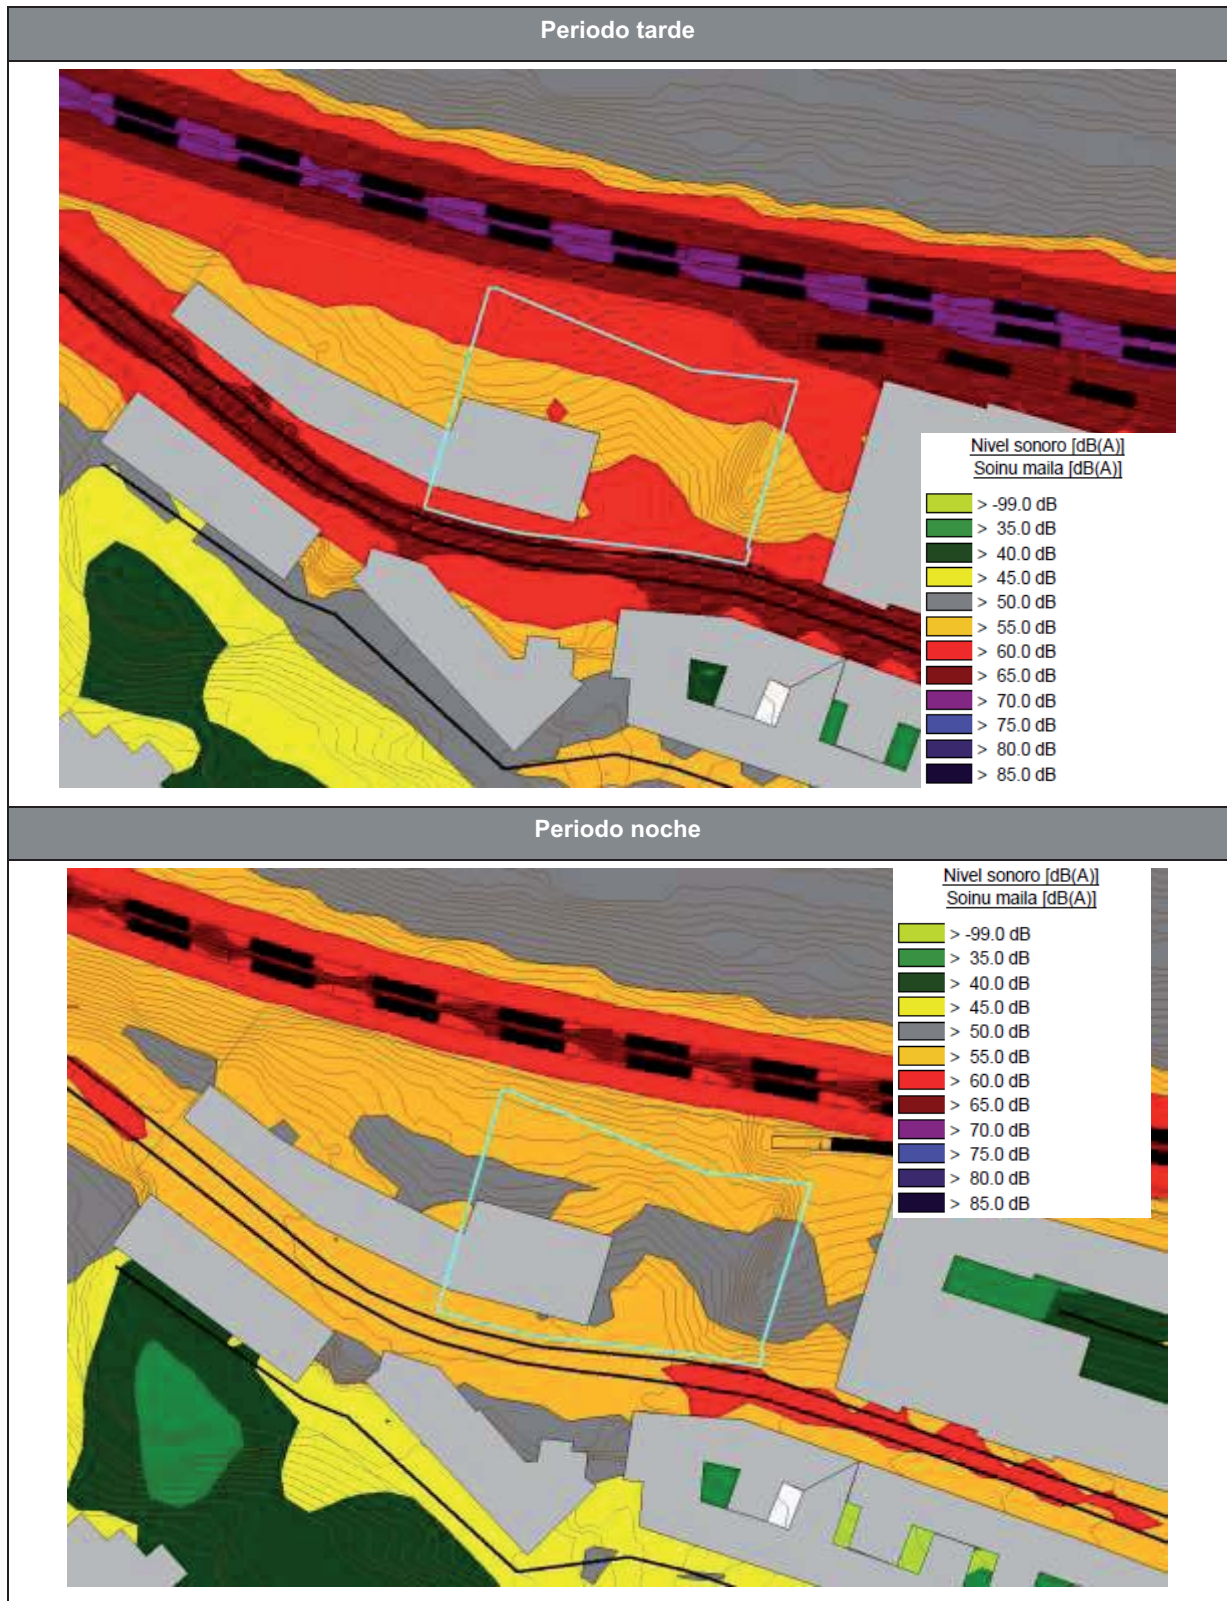 Periodo tarde
Nivel sonoro [dB(A)]
Soinu maila [dB(A)]
> -99.0 dB
> 35.0 dB
> 40.0 dB
> 45.0 dB
> 50.0 dB
> 55.0 dB
> 60.0 dB
> 65.0 dB
> 70.0 dB
> 75.0 dB
> 80.0 dB
> 85.0 dB
Periodo noche
Nivel sonoro [dB(A)]
Soinu maila [dB(A)]
> -99.0 dB
> 35.0 dB
> 40.0 dB
> 45.0 dB
> 50.0 dB
> 55.0 dB
> 60.0 dB
> 65.0 dB
> 70.0 dB
> 75.0 dB
> 80.0 dB
> 85.0 dB